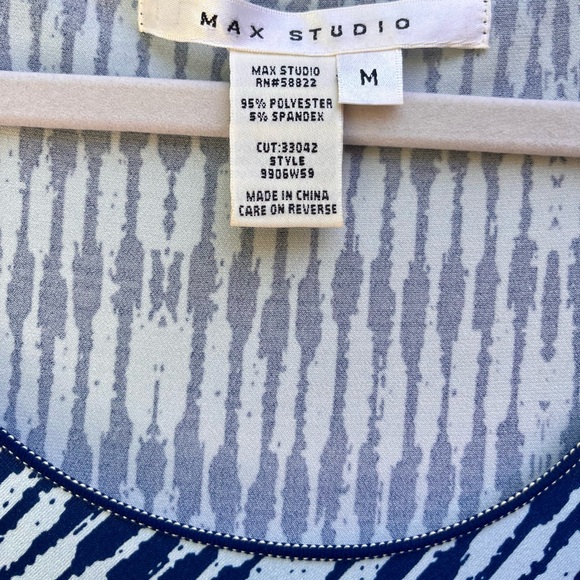 MAX STUDIO
MAX STUDIO
RN#58822
M
95% POLYESTER
5% SPANDEX
CUT:33042
STYLE
9906W59
MADE IN CHINA
CARE ON REVERSE